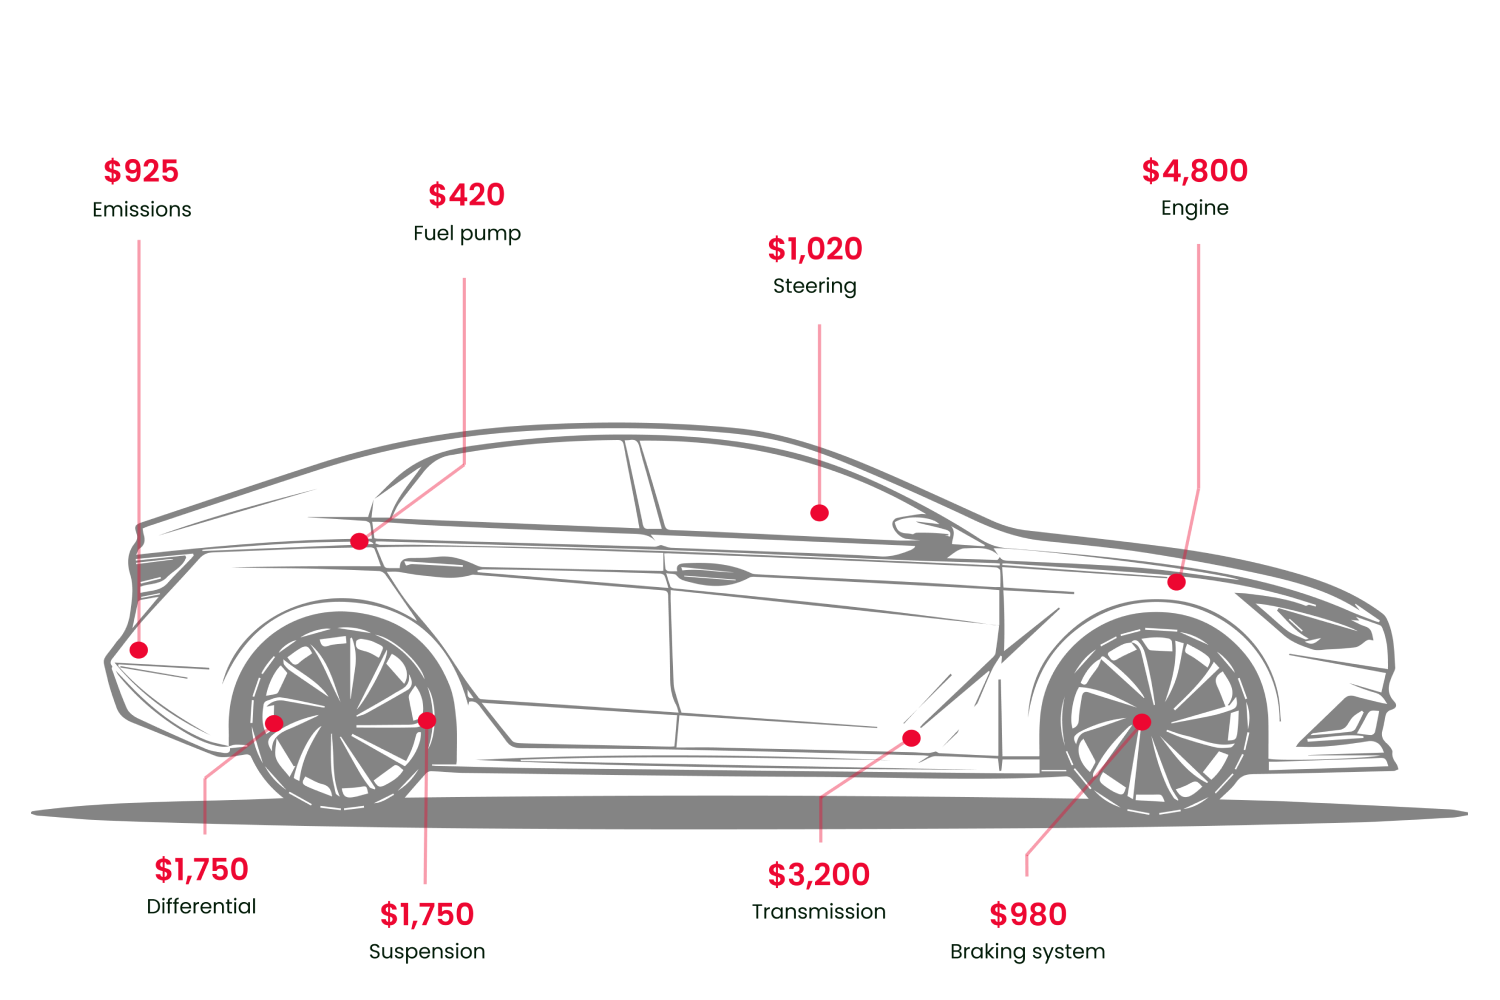 $925
Emissions
$420
Fuel pump
$1,020
Steering
$4,800
Engine
$1,750
Differential
$1,750
Suspension
$3,200
Transmission
$980
Braking system